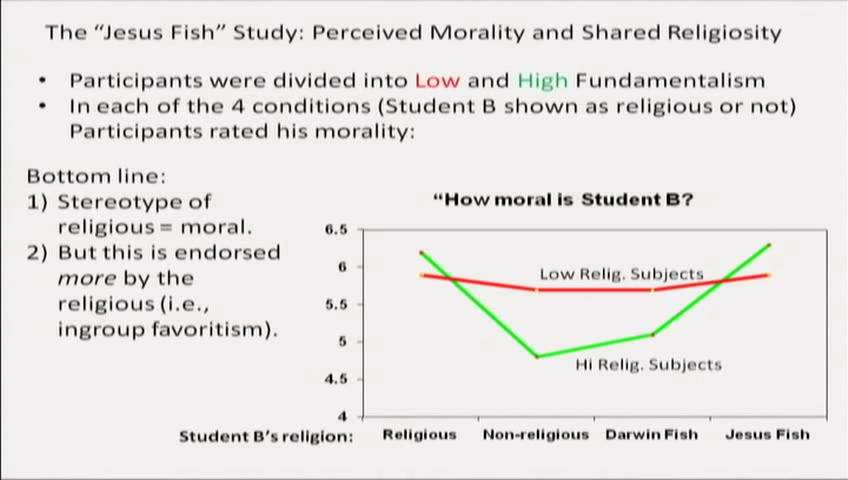 The “Jesus Fish” Study: Perceived Morality and Shared Religiosity
• Participants were divided into Low and High Fundamentalism
• In each of the 4 conditions (Student B shown as religious or not)
Participants rated his morality:
Bottom line:
1) Stereotype of
religious = moral.
2) But this is endorsed
more by the
religious (i.e.,
ingroup favoritism).
“How moral is Student B?
6.5
6
5.5
5
4.5
4
Low Relig. Subjects
Hi Relig. Subjects
Student B’s religion: Religious Non-religious Darwin Fish Jesus Fish